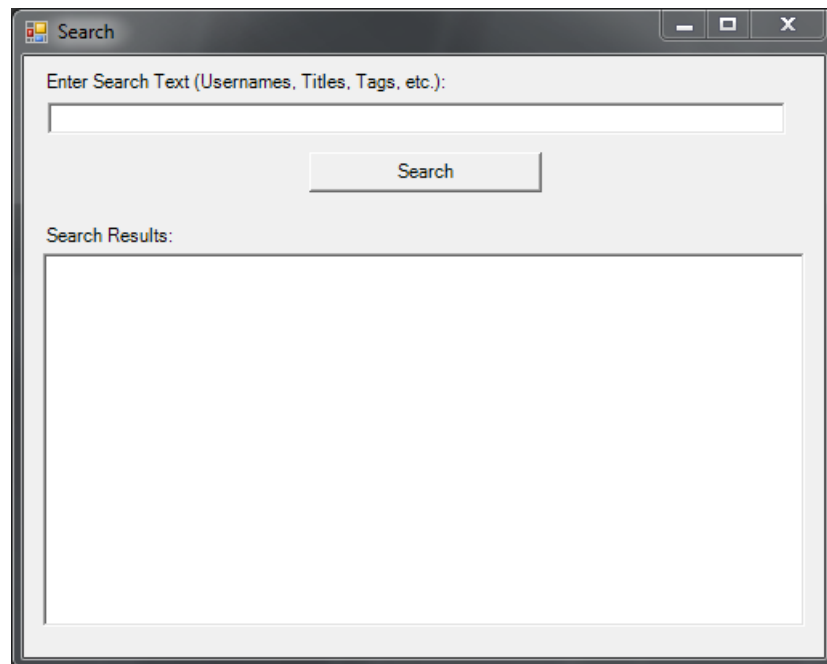 Search
Enter Search Text (Usernames, Titles, Tags, etc.):
Search
Search Results: